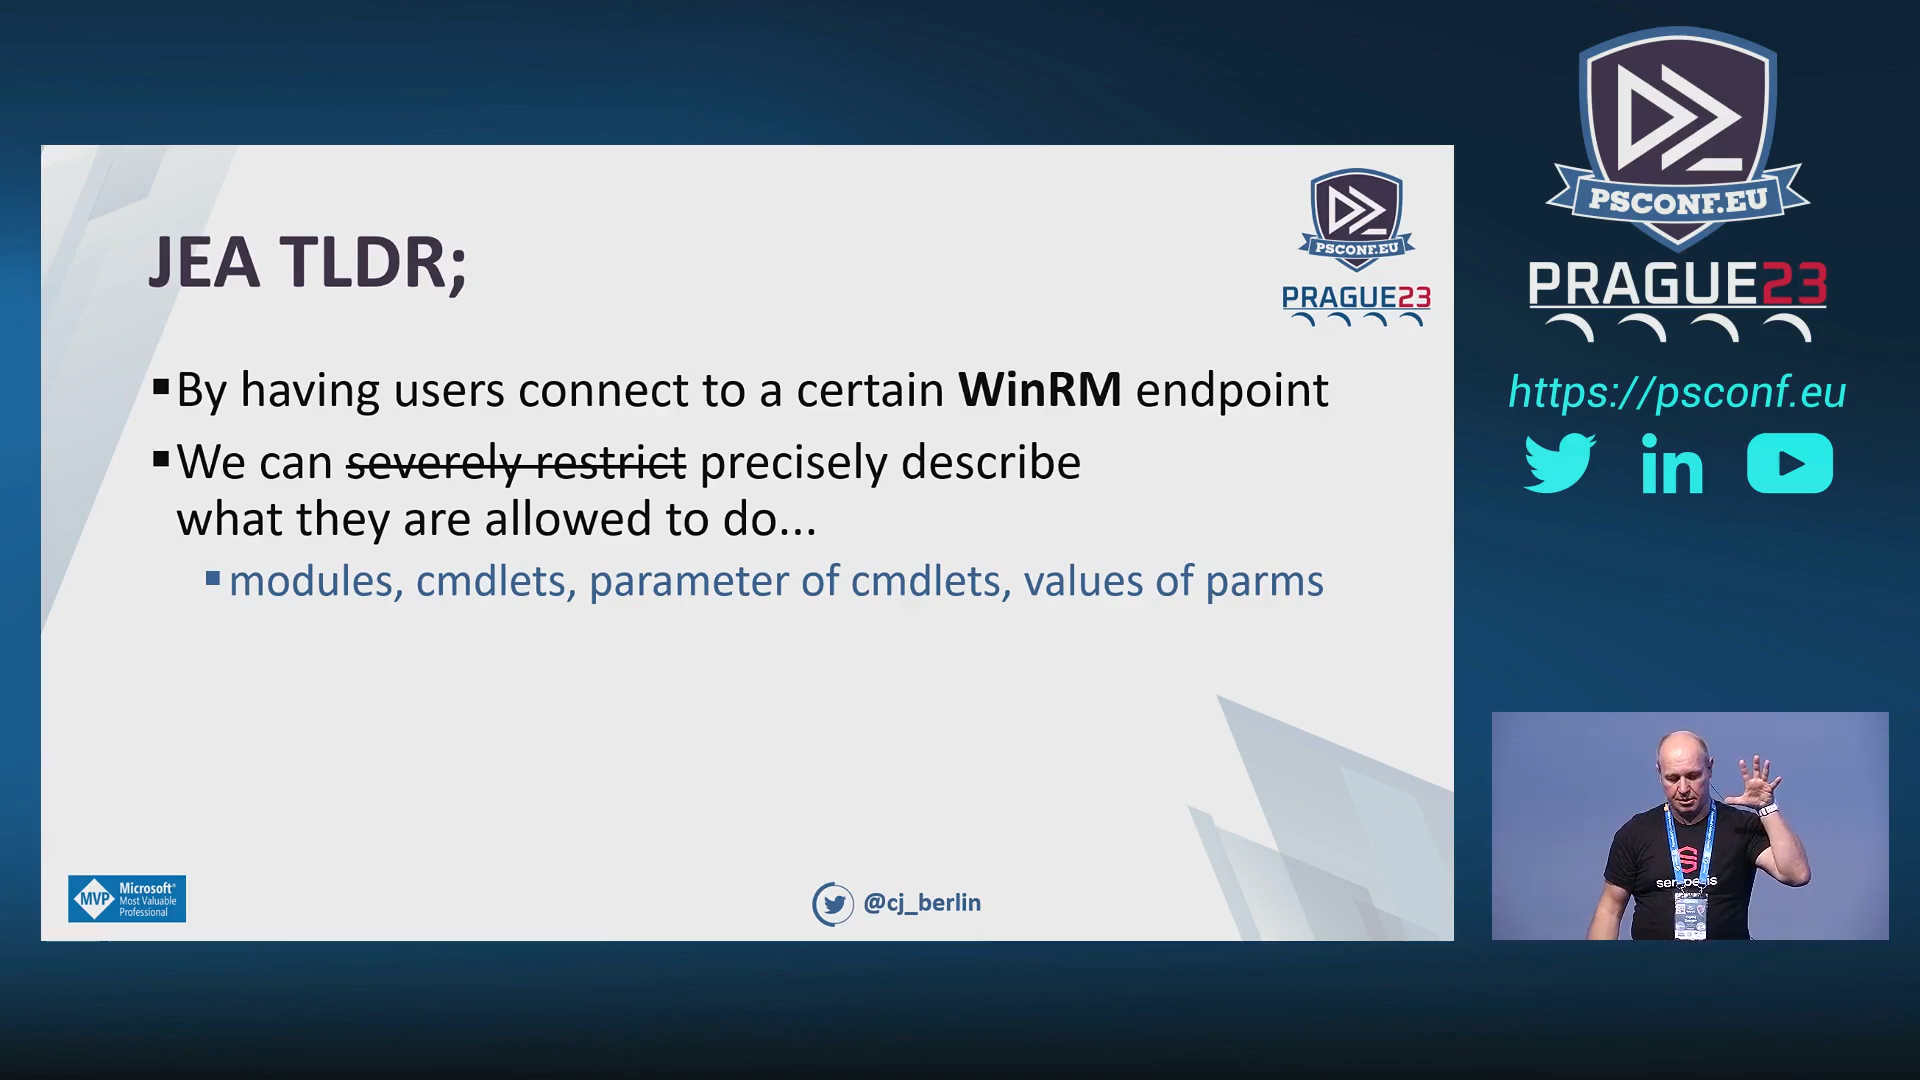 JEA TLDR;
PSCONF.EU
PRAGUE23
▪By having users connect to a certain WinRM endpoint
▪We can severely restrict precisely describe
what they are allowed to do...
▪modules, cmdlets, parameter of cmdlets, values of parms
MVP
Microsoft®
Most Valuable
Professional
@cj_berlin
PSCONF.EU
PRAGUE23
https://psconf.eu
in